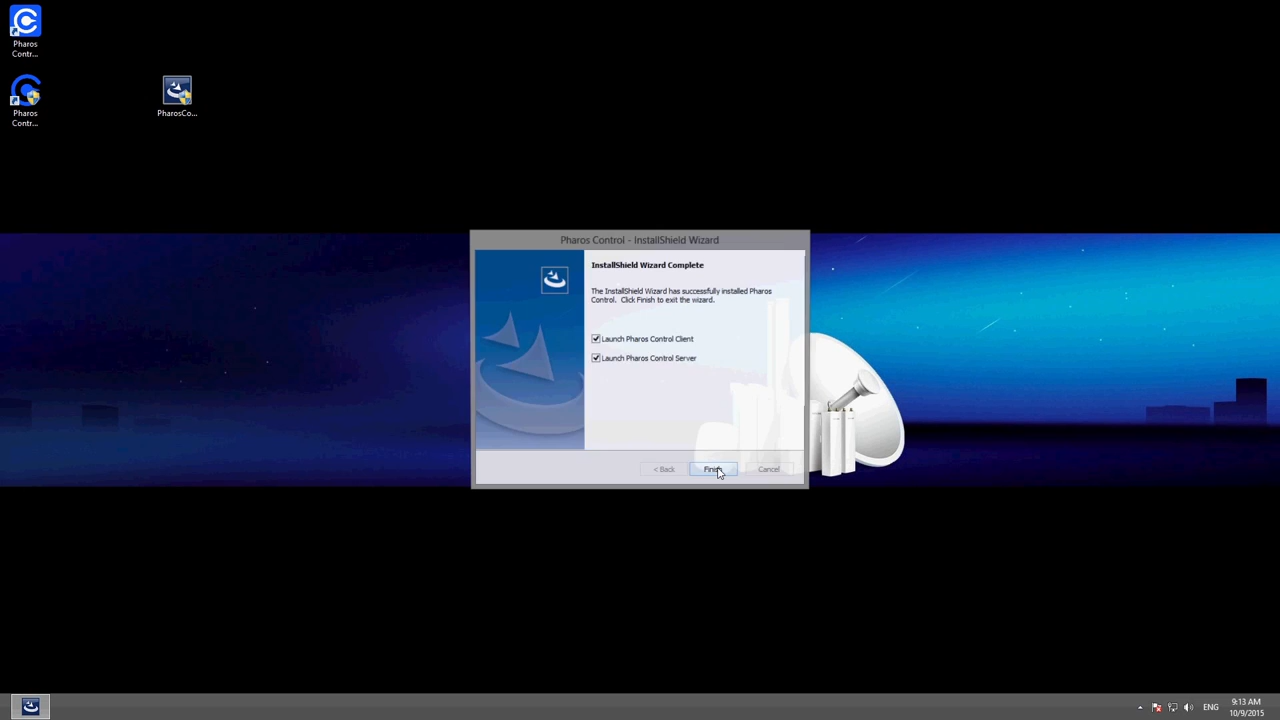 Pharos
Contr...
Pharos
Contr...
PharosCo...
Pharos Control - InstallShield Wizard
InstallShield Wizard Complete
The InstallShield Wizard has successfully installed Pharos
Control. Click Finish to exit the wizard.
Launch Pharos Control Client
Launch Pharos Control Server
< Back
Finish
Cancel
ENG
9:13 AM
10/9/2015